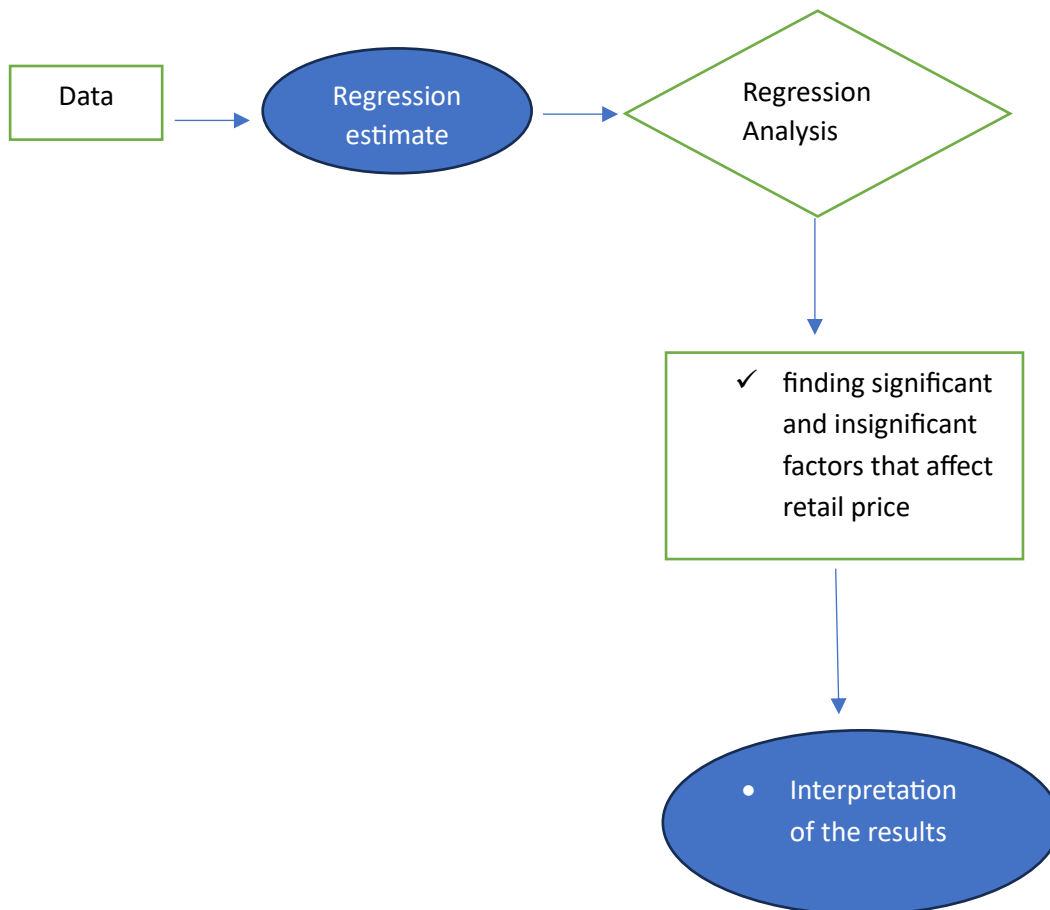 Data
Regression
estimate
Regression
Analysis
✓ finding significant
and insignificant
factors that affect
retail price
• Interpretation
of the results